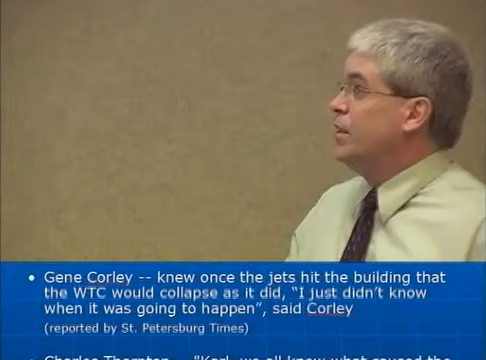 • Gene Corley -- knew once the jets hit the building that
the WTC would collapse as it did, “I just didn’t know
when it was going to happen”, said Corley
(reported by St. Petersburg Times)
• Charles Thornton -- "Karl, we all know what caused the